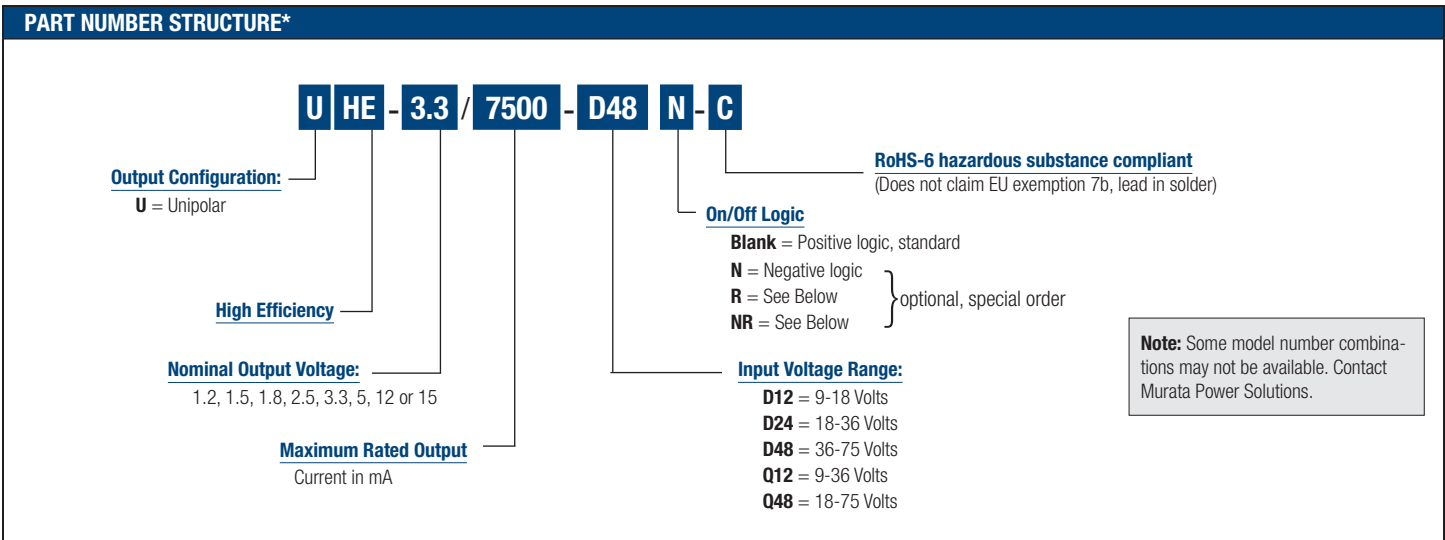 PART NUMBER STRUCTURE*
U HE - 3.3 / 7500 - D48 N - C
RoHS-6 hazardous substance compliant
(Does not claim EU exemption 7b, lead in solder)
Output Configuration:
U = Unipolar
On/Off Logic
Blank = Positive logic, standard
N = Negative logic
R = See Below
NR = See Below
optional, special order
High Efficiency
Note: Some model number combina-
tions may not be available. Contact
Murata Power Solutions.
Nominal Output Voltage:
1.2, 1.5, 1.8, 2.5, 3.3, 5, 12 or 15
Input Voltage Range:
D12 = 9-18 Volts
D24 = 18-36 Volts
D48 = 36-75 Volts
Q12 = 9-36 Volts
Q48 = 18-75 Volts
Maximum Rated Output
Current in mA